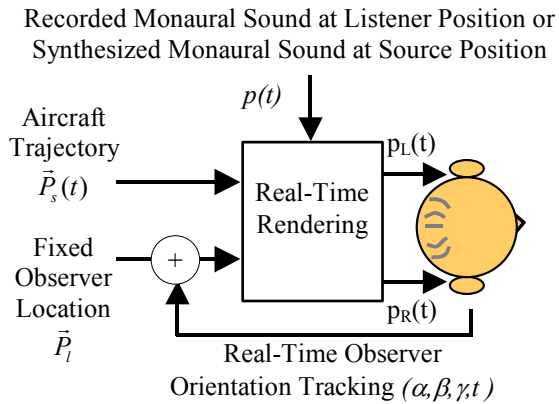 Recorded Monaural Sound at Listener Position or
Synthesized Monaural Sound at Source Position
p(t)
Aircraft
Trajectory
P⃗s(t)
Real-Time
Rendering
pL(t)
Fixed
Observer
Location
P⃗l
+
pR(t)
Real-Time Observer
Orientation Tracking (α,β,γ,t)